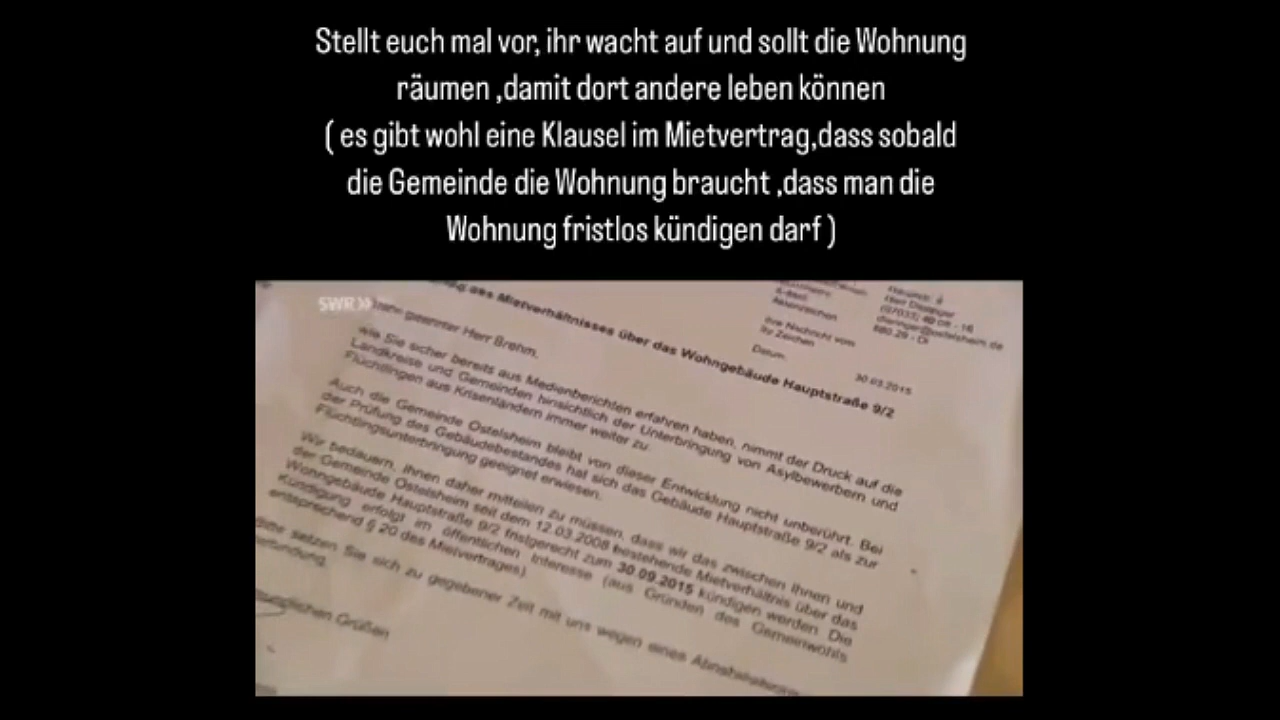 Stellt euch mal vor, ihr wacht auf und sollt die Wohnung
räumen ,damit dort andere leben können
( es gibt wohl eine Klausel im Mietvertrag,dass sobald
die Gemeinde die Wohnung braucht ,dass man die
Wohnung fristlos kündigen darf )
SWR»
des Mietverhältnisses über das Wohngebäude Hauptstraße 9/2
Ihre Nachricht vom
Ihr Zeichen
Datum
30.03.2015
geehrter Herr Brehm,
wie Sie sicher bereits aus Medienberichten erfahren haben, nimmt der Druck auf die
Landkreise und Gemeinden hinsichtlich der Unterbringung von Asylbewerbern und
Flüchtlingen aus Krisenländern immer weiter zu.
Auch die Gemeinde Ostelsheim bleibt von dieser Entwicklung nicht unberührt. Bei
der Prüfung des Gebäudebestandes hat sich das Gebäude Hauptstraße 9/2 als zur
Flüchtlingsunterbringung geeignet erwiesen.
Wir bedauern, Ihnen daher mitteilen zu müssen, dass wir das zwischen Ihnen und
der Gemeinde Ostelsheim seit dem 12.03.2008 bestehende Mietverhältnis über das
Wohngebäude Hauptstraße 9/2 fristgerecht zum 30.09.2015 kündigen werden. Die
Kündigung erfolgt im öffentlichen Interesse (aus Gründen des Gemeinwohls
entsprechend § 20 des Mietvertrages).
Bitte setzen Sie sich zu gegebener Zeit mit uns wegen eines
Verbindung.
Grüßen